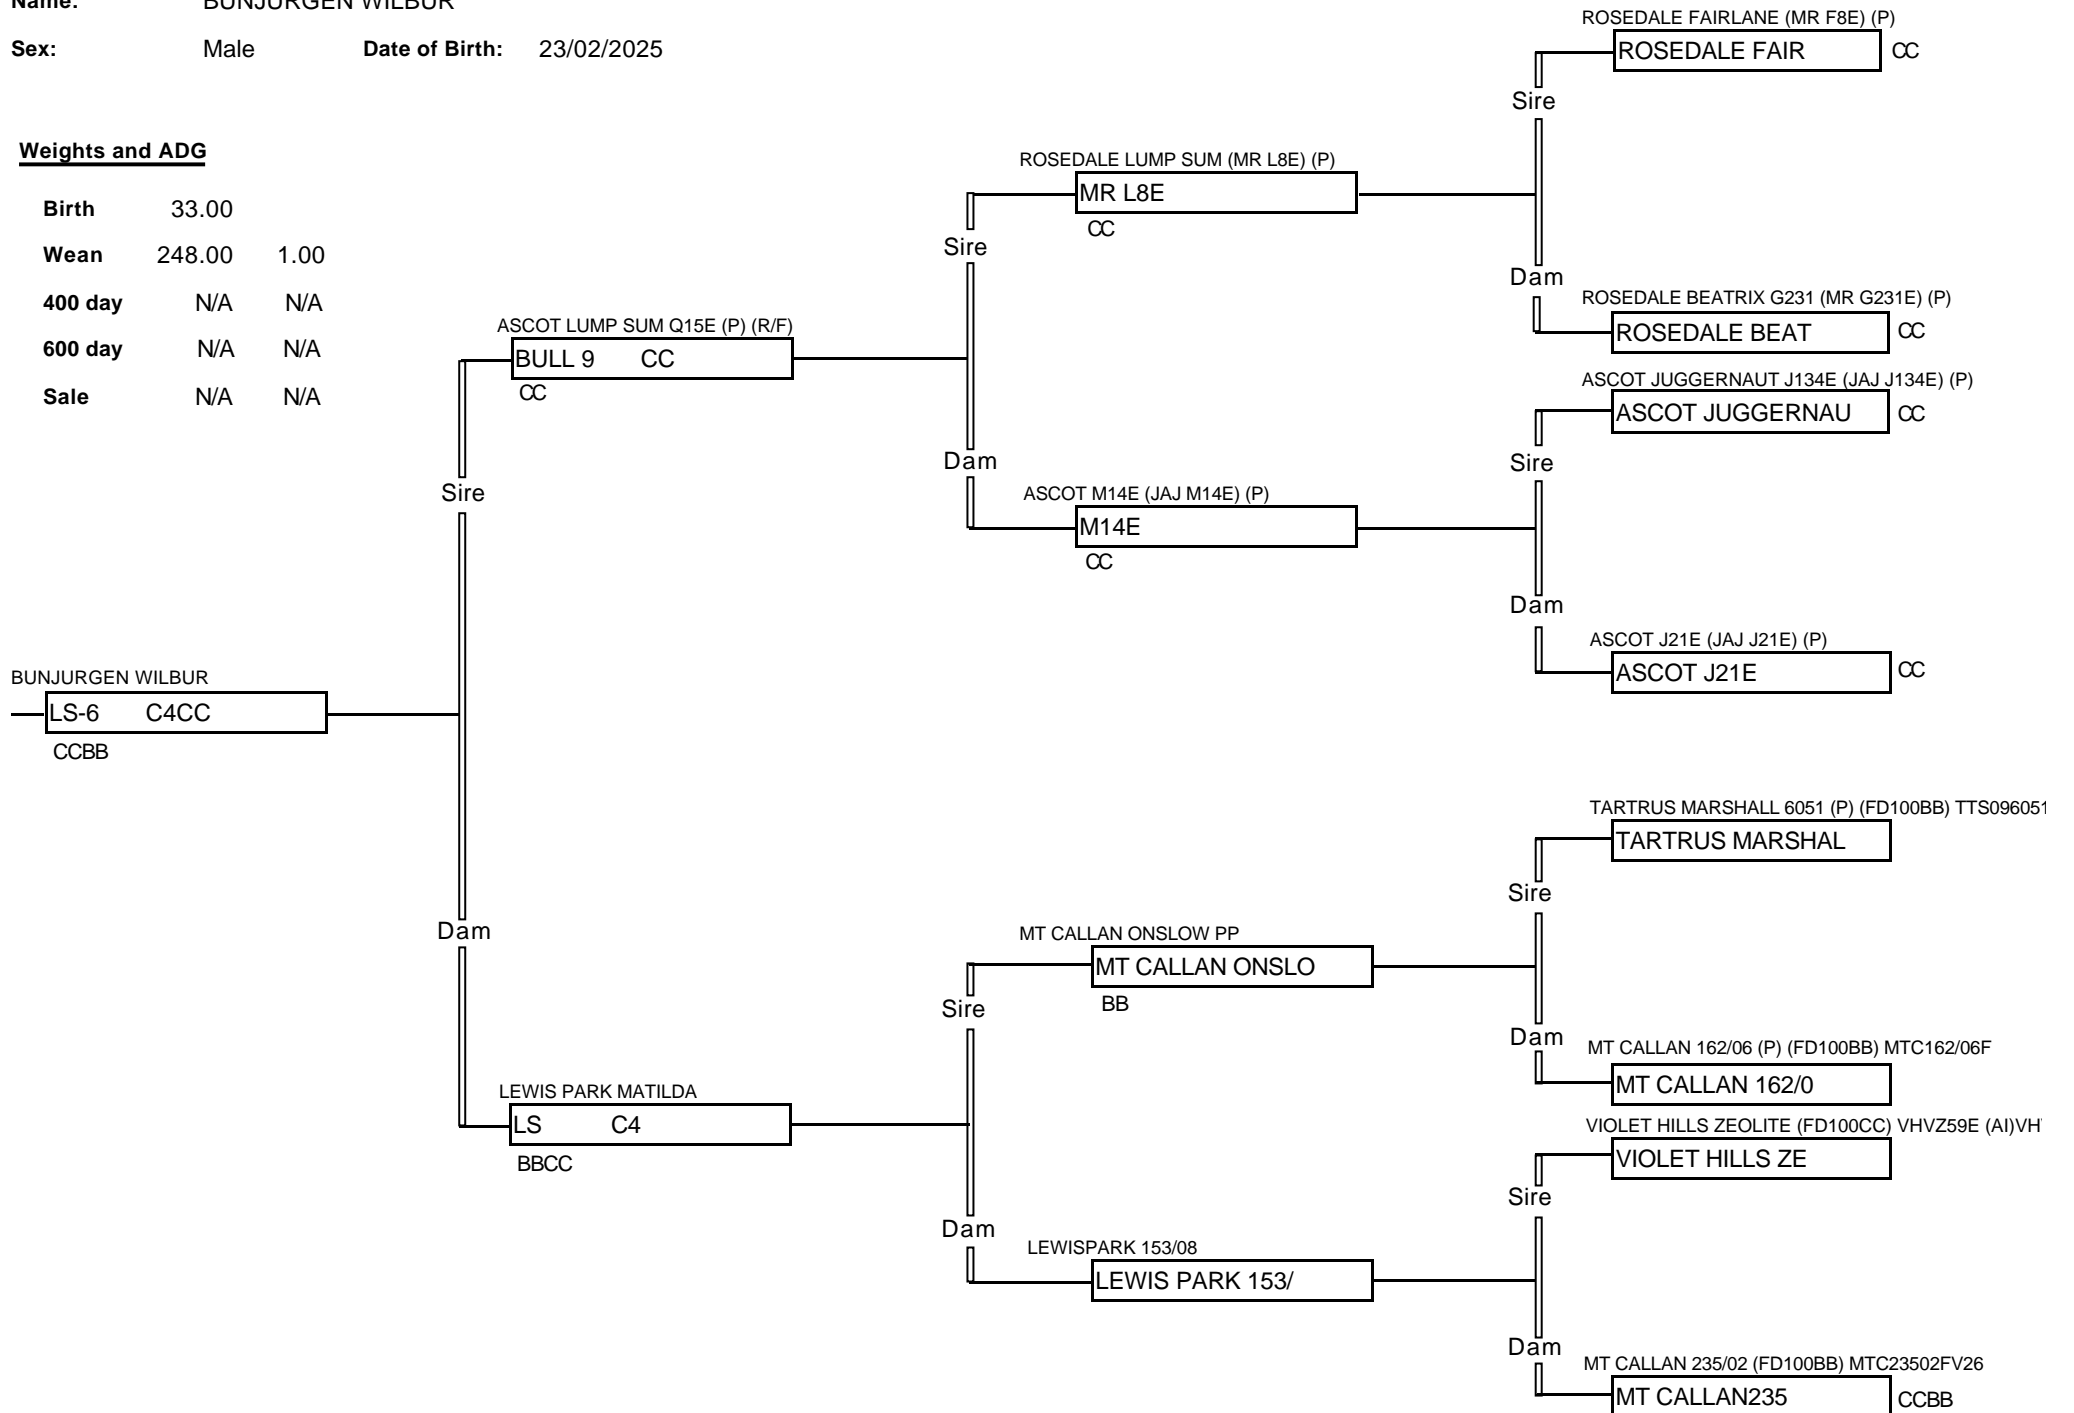 Name: BUNJURGEN WILBUR
Sex: Male Date of Birth: 23/02/2025
Weights and ADG
Birth 33.00
Wean 248.00 1.00
400 day N/A N/A
600 day N/A N/A
Sale N/A N/A
BUNJURGEN WILBUR
LS-6 C4CC
CCBB
Sire
Dam
ASCOT LUMP SUM Q15E (P) (R/F)
BULL 9 CC
CC
LEWIS PARK MATILDA
LS C4
BBCC
Sire
Dam
ROSEDALE LUMP SUM (MR L8E) (P)
MR L8E
CC
ASCOT M14E (JAJ M14E) (P)
M14E
CC
Sire
Dam
MT CALLAN ONSLOW PP
MT CALLAN ONSLO
BB
LEWISPARK 153/08
LEWIS PARK 153/
Sire
Dam
ROSEDALE FAIRLANE (MR F8E) (P)
ROSEDALE FAIR CC
ROSEDALE BEATRIX G231 (MR G231E) (P)
ROSEDALE BEAT CC
Sire
Dam
ASCOT JUGGERNAUT J134E (JAJ J134E) (P)
ASCOT JUGGERNAU CC
ASCOT J21E (JAJ J21E) (P)
ASCOT J21E CC
Sire
Dam
TARTRUS MARSHALL 6051 (P) (FD100BB) TTS096051
TARTRUS MARSHAL
MT CALLAN 162/06 (P) (FD100BB) MTC162/06F
MT CALLAN 162/0
Sire
Dam
VIOLET HILLS ZEOLITE (FD100CC) VHVZ59E (AI)VH
VIOLET HILLS ZE
MT CALLAN 235/02 (FD100BB) MTC23502FV26
MT CALLAN235 CCBB